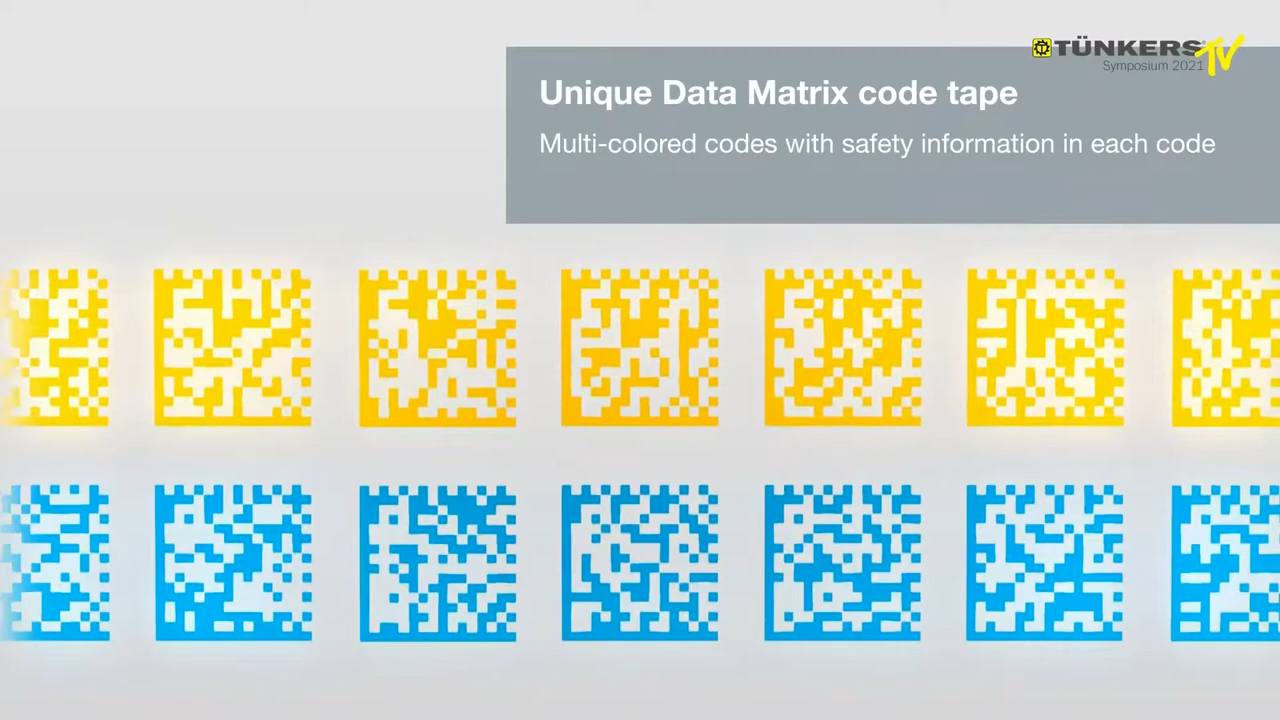 TÜNKERS TV
Symposium 2021
Unique Data Matrix code tape
Multi-colored codes with safety information in each code